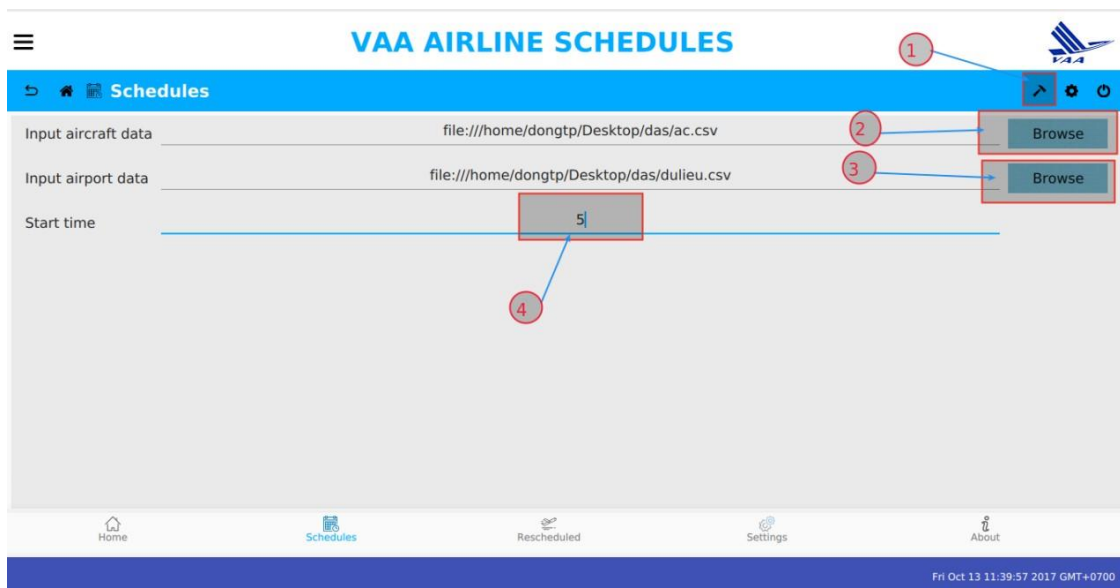 VAA AIRLINE SCHEDULES
1
VAA
Schedules
Input aircraft data file:///home/dongtp/Desktop/das/ac.csv 2 Browse
Input airport data file:///home/dongtp/Desktop/das/dulieu.csv 3 Browse
Start time 5
4
Home Schedules Rescheduled Settings About
Fri Oct 13 11:39:57 2017 GMT+0700